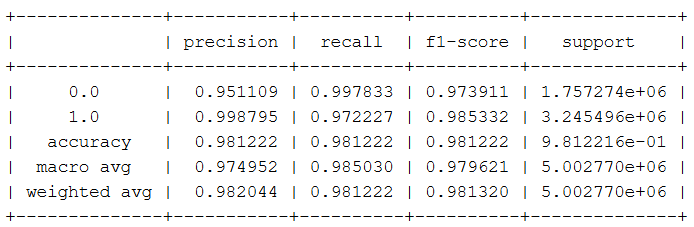 +--------------+-----------+----------+----------+--------------+
|              | precision |  recall  | f1-score |   support    |
+--------------+-----------+----------+----------+--------------+
|     0.0      |  0.951109 | 0.997833 | 0.973911 | 1.757274e+06 |
|     1.0      |  0.998795 | 0.972227 | 0.985332 | 3.245496e+06 |
|   accuracy   |  0.981222 | 0.981222 | 0.981222 | 9.812216e-01 |
|  macro avg   |  0.974952 | 0.985030 | 0.979621 | 5.002770e+06 |
| weighted avg |  0.982044 | 0.981222 | 0.981320 | 5.002770e+06 |
+--------------+-----------+----------+----------+--------------+